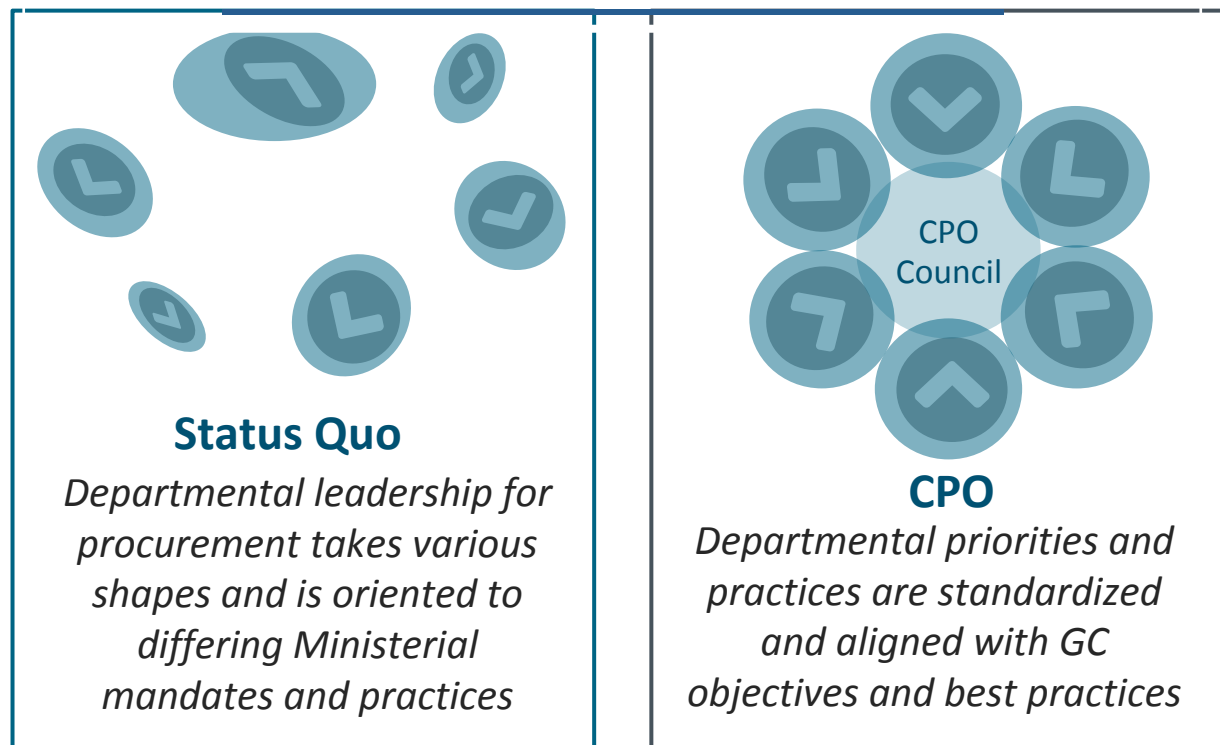 Status Quo
Departmental leadership for
procurement takes various
shapes and is oriented to
differing Ministerial
mandates and practices
CPO
Council
CPO
Departmental priorities and
practices are standardized
and aligned with GC
objectives and best practices